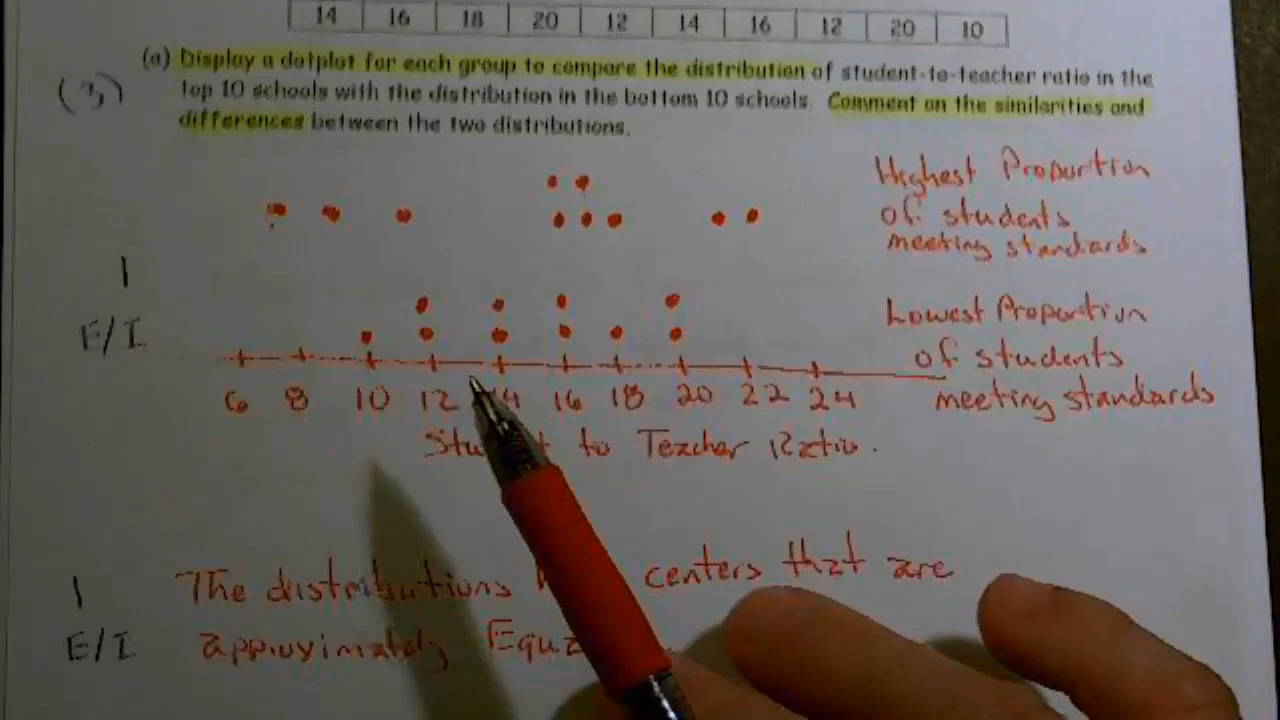 14 16 18 20 12 14 16 12 20 10
(a) Display a dotplot for each group to compare the distribution of student-to-teacher ratio in the
(3) top 10 schools with the distribution in the bottom 10 schools. Comment on the similarities and
differences between the two distributions.
Highest Proportion
of students
meeting standards
1
E/I
Lowest Proportion
of students
meeting standards
6 8 10 12 14 16 18 20 22 24
to Teacher Ratio.
1 The distributions centers that are
E/I approximately